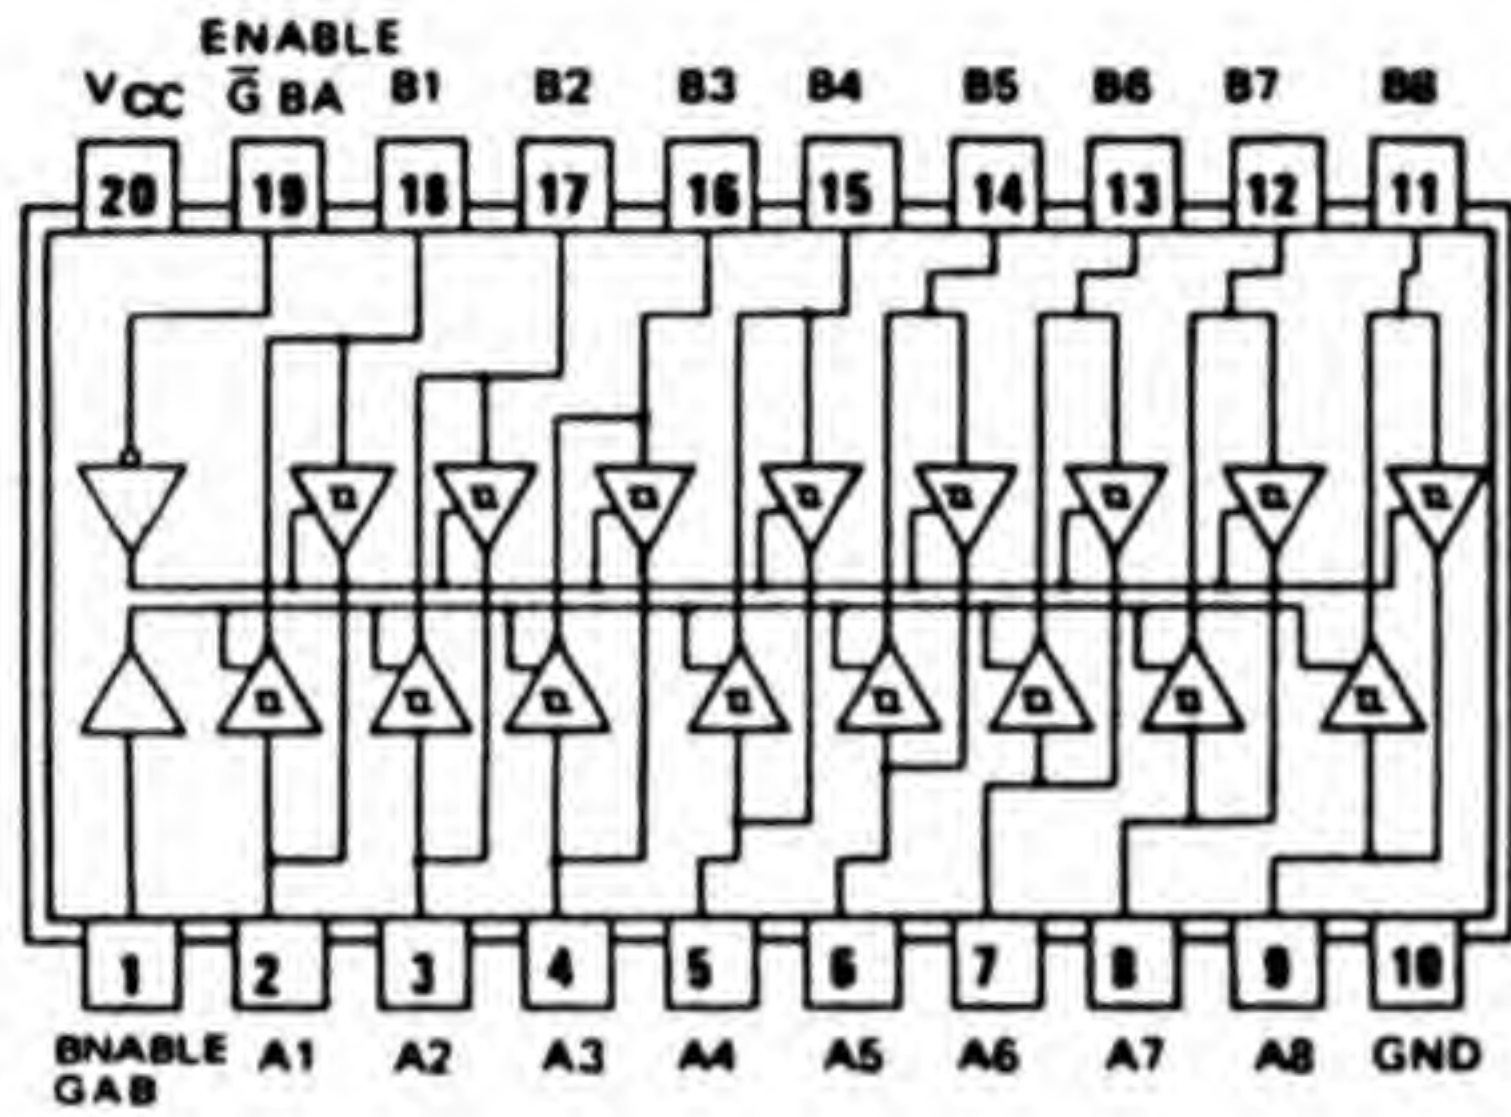 ENABLE
VCC G̅ BA B1 B2 B3 B4 B5 B6 B7 B8
20 19 18 17 16 15 14 13 12 11
1 2 3 4 5 6 7 8 9 10
BNABLE A1 A2 A3 A4 A5 A6 A7 A8 GND
GAB